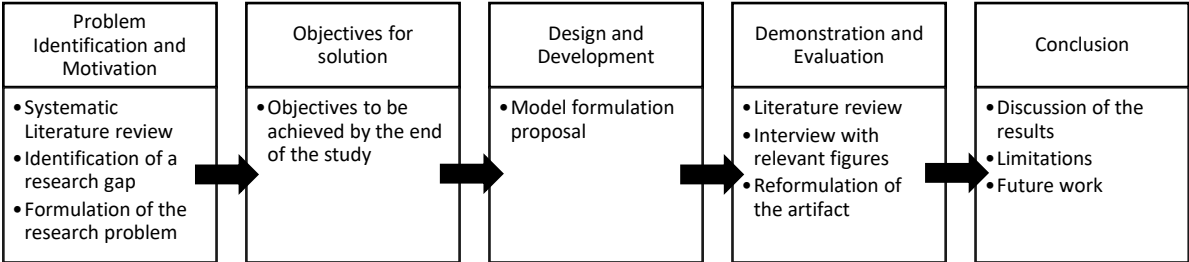 Problem
Identification and
Motivation
•Systematic
Literature review
•Identification of a
research gap
•Formulation of the
research problem
Objectives for
solution
•Objectives to be
achieved by the end
of the study
Design and
Development
•Model formulation
proposal
Demonstration and
Evaluation
•Literature review
•Interview with
relevant figures
•Reformulation of
the artifact
Conclusion
•Discussion of the
results
•Limitations
•Future work